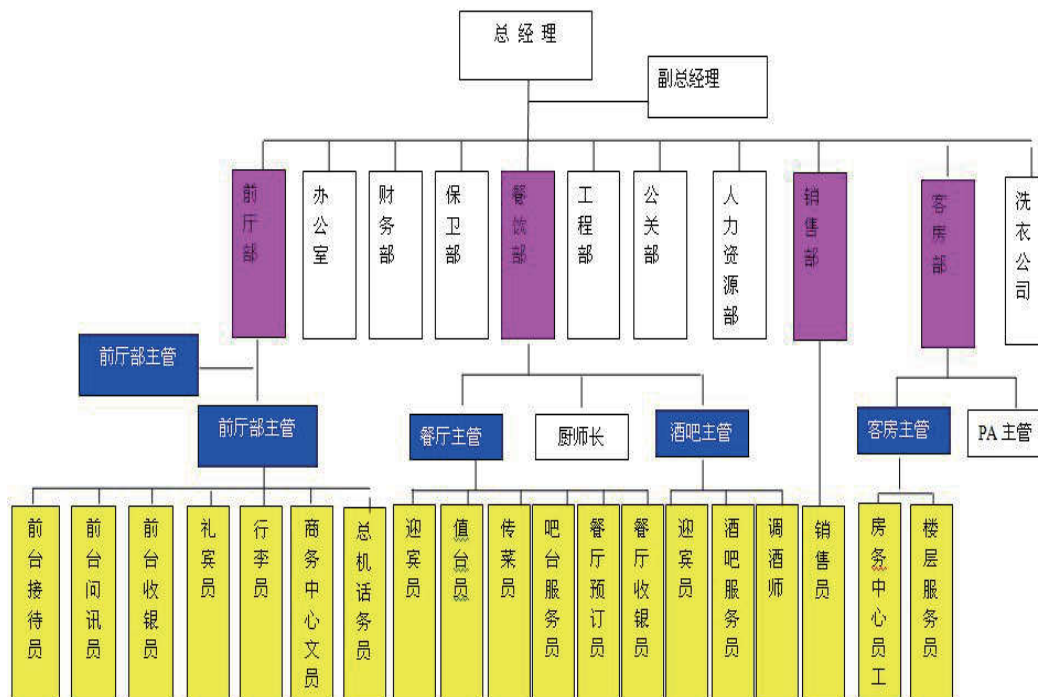 总 经 理
副总经理
前厅部
办公室
财务部
保卫部
餐饮部
工程部
公关部
人力资源部
销售部
客房部
洗衣公司
前厅部主管
前厅部主管
餐厅主管
厨师长
酒吧主管
客房主管
PA 主管
前台接待员
前台问讯员
前台收银员
礼宾员
行李员
商务中心文员
总机话务员
迎宾员
值台员
传菜员
吧台服务员
餐厅预订员
餐厅收银员
迎宾员
酒吧服务员
调酒师
销售员
房务中心员工
楼层服务员